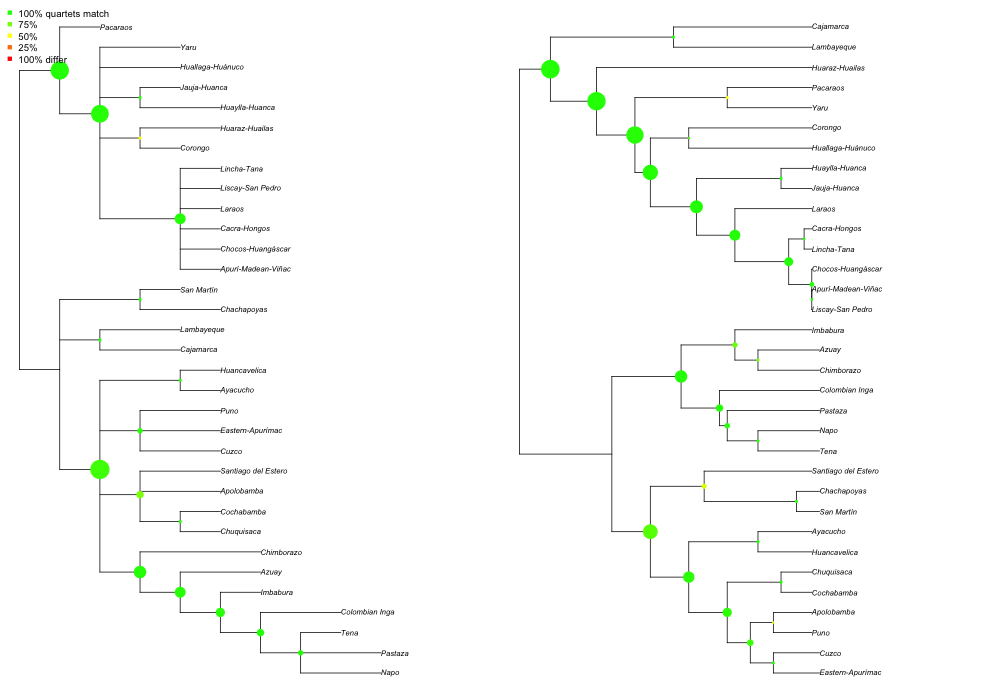 100% quartets match
75%
50%
25%
100% differ
Pacaraos
Yaru
Huallaga-Huánuco
Jauja-Huanca
Huaylla-Huanca
Huaraz-Huailas
Corongo
Lincha-Tana
Liscay-San Pedro
Laraos
Cacra-Hongos
Chocos-Huangáscar
Apurí-Madean-Viñac
San Martín
Chachapoyas
Lambayeque
Cajamarca
Huancavelica
Ayacucho
Puno
Eastern-Apurímac
Cuzco
Santiago del Estero
Apolobamba
Cochabamba
Chuquisaca
Chimborazo
Azuay
Imbabura
Colombian Inga
Tena
Pastaza
Napo
Cajamarca
Lambayeque
Huaraz-Huailas
Pacaraos
Yaru
Corongo
Huallaga-Huánuco
Huaylla-Huanca
Jauja-Huanca
Laraos
Cacra-Hongos
Lincha-Tana
Chocos-Huangáscar
Apurí-Madean-Viñac
Liscay-San Pedro
Imbabura
Azuay
Chimborazo
Colombian Inga
Pastaza
Napo
Tena
Santiago del Estero
Chachapoyas
San Martín
Ayacucho
Huancavelica
Chuquisaca
Cochabamba
Apolobamba
Puno
Cuzco
Eastern-Apurímac